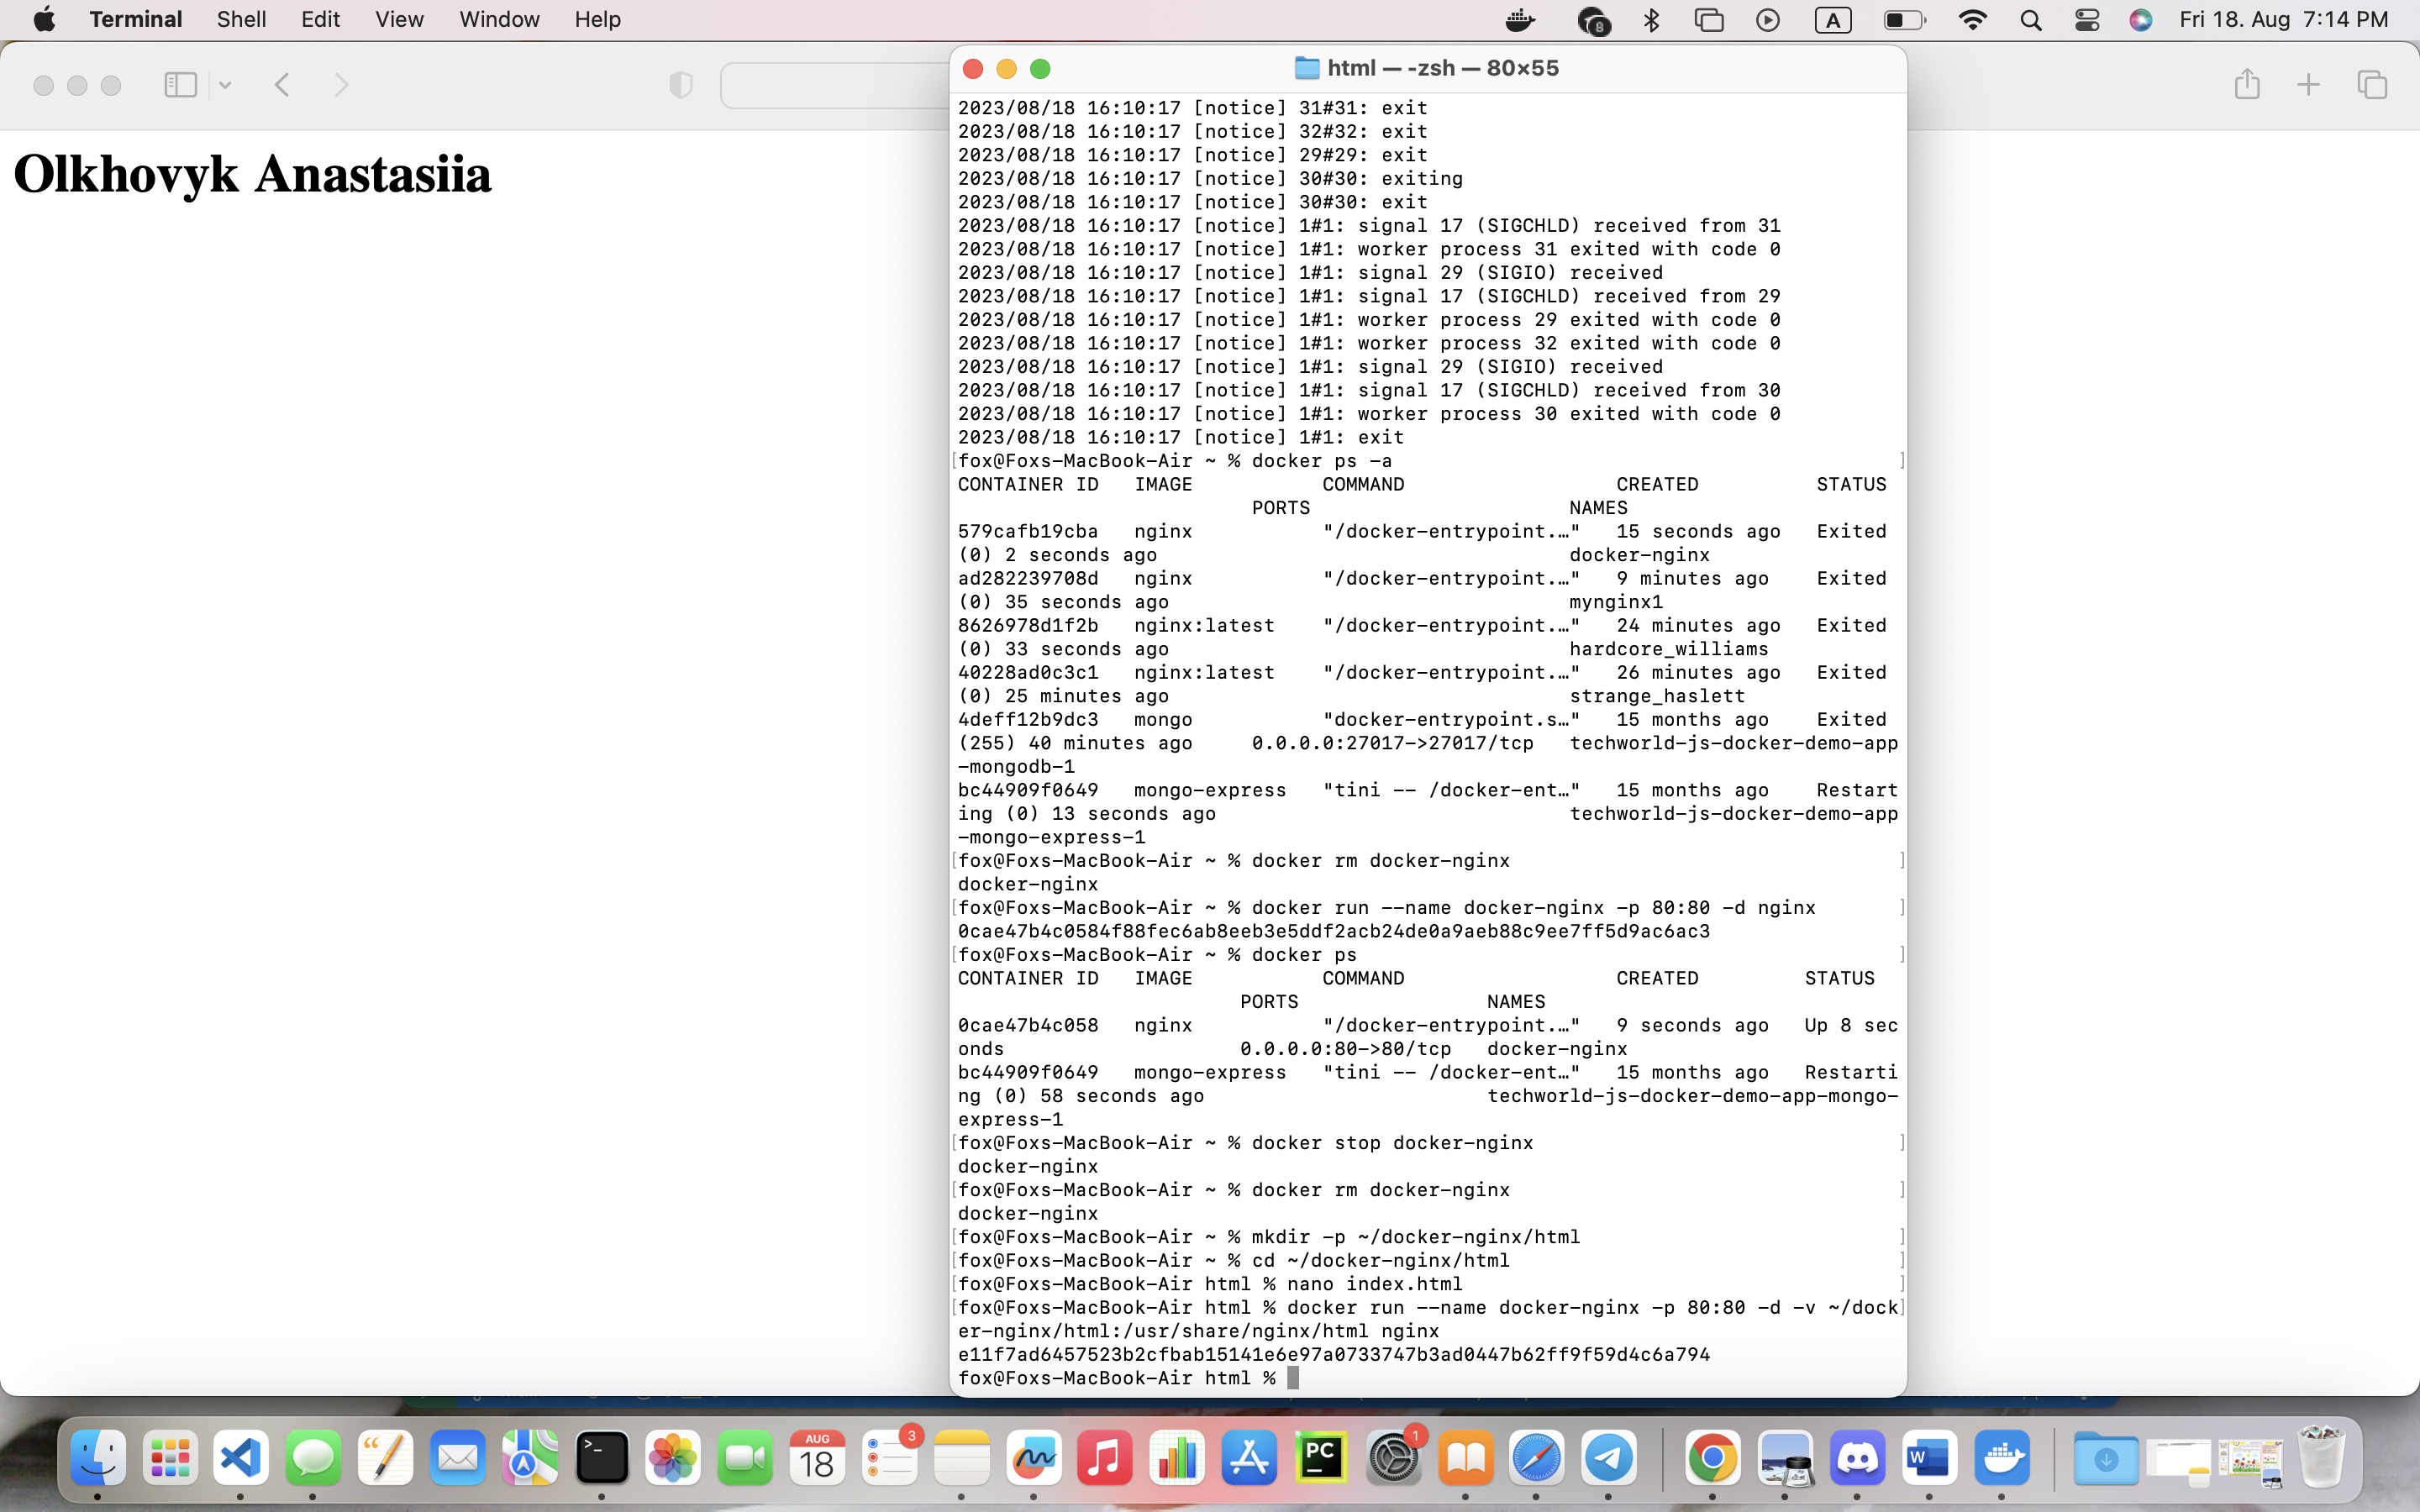 Terminal Shell Edit View Window Help
8 A Fri 18. Aug 7:14 PM
html — -zsh — 80×55
Olkhovyk Anastasiia
2023/08/18 16:10:17 [notice] 31#31: exit
2023/08/18 16:10:17 [notice] 32#32: exit
2023/08/18 16:10:17 [notice] 29#29: exit
2023/08/18 16:10:17 [notice] 30#30: exiting
2023/08/18 16:10:17 [notice] 30#30: exit
2023/08/18 16:10:17 [notice] 1#1: signal 17 (SIGCHLD) received from 31
2023/08/18 16:10:17 [notice] 1#1: worker process 31 exited with code 0
2023/08/18 16:10:17 [notice] 1#1: signal 29 (SIGIO) received
2023/08/18 16:10:17 [notice] 1#1: signal 17 (SIGCHLD) received from 29
2023/08/18 16:10:17 [notice] 1#1: worker process 29 exited with code 0
2023/08/18 16:10:17 [notice] 1#1: worker process 32 exited with code 0
2023/08/18 16:10:17 [notice] 1#1: signal 29 (SIGIO) received
2023/08/18 16:10:17 [notice] 1#1: signal 17 (SIGCHLD) received from 30
2023/08/18 16:10:17 [notice] 1#1: worker process 30 exited with code 0
2023/08/18 16:10:17 [notice] 1#1: exit
[fox@Foxs-MacBook-Air ~ % docker ps -a ]
CONTAINER ID IMAGE COMMAND CREATED STATUS
PORTS NAMES
579cafb19cba nginx "/docker-entrypoint.…" 15 seconds ago Exited
(0) 2 seconds ago docker-nginx
ad282239708d nginx "/docker-entrypoint.…" 9 minutes ago Exited
(0) 35 seconds ago mynginx1
8626978d1f2b nginx:latest "/docker-entrypoint.…" 24 minutes ago Exited
(0) 33 seconds ago hardcore_williams
40228ad0c3c1 nginx:latest "/docker-entrypoint.…" 26 minutes ago Exited
(0) 25 minutes ago strange_haslett
4deff12b9dc3 mongo "docker-entrypoint.s…" 15 months ago Exited
(255) 40 minutes ago 0.0.0.0:27017->27017/tcp techworld-js-docker-demo-app
-mongodb-1
bc44909f0649 mongo-express "tini -- /docker-ent…" 15 months ago Restart
ing (0) 13 seconds ago techworld-js-docker-demo-app
-mongo-express-1
[fox@Foxs-MacBook-Air ~ % docker rm docker-nginx ]
docker-nginx
[fox@Foxs-MacBook-Air ~ % docker run --name docker-nginx -p 80:80 -d nginx ]
0cae47b4c0584f88fec6ab8eeb3e5ddf2acb24de0a9aeb88c9ee7ff5d9ac6ac3
[fox@Foxs-MacBook-Air ~ % docker ps ]
CONTAINER ID IMAGE COMMAND CREATED STATUS
PORTS NAMES
0cae47b4c058 nginx "/docker-entrypoint.…" 9 seconds ago Up 8 sec
onds 0.0.0.0:80->80/tcp docker-nginx
bc44909f0649 mongo-express "tini -- /docker-ent…" 15 months ago Restarti
ng (0) 58 seconds ago techworld-js-docker-demo-app-mongo-
express-1
[fox@Foxs-MacBook-Air ~ % docker stop docker-nginx ]
docker-nginx
[fox@Foxs-MacBook-Air ~ % docker rm docker-nginx ]
docker-nginx
[fox@Foxs-MacBook-Air ~ % mkdir -p ~/docker-nginx/html ]
[fox@Foxs-MacBook-Air ~ % cd ~/docker-nginx/html ]
[fox@Foxs-MacBook-Air html % nano index.html ]
[fox@Foxs-MacBook-Air html % docker run --name docker-nginx -p 80:80 -d -v ~/dock]
er-nginx/html:/usr/share/nginx/html nginx
e11f7ad6457523b2cfbab15141e6e97a0733747b3ad0447b62ff9f59d4c6a794
fox@Foxs-MacBook-Air html %
AUG
18
3
PC
1
W